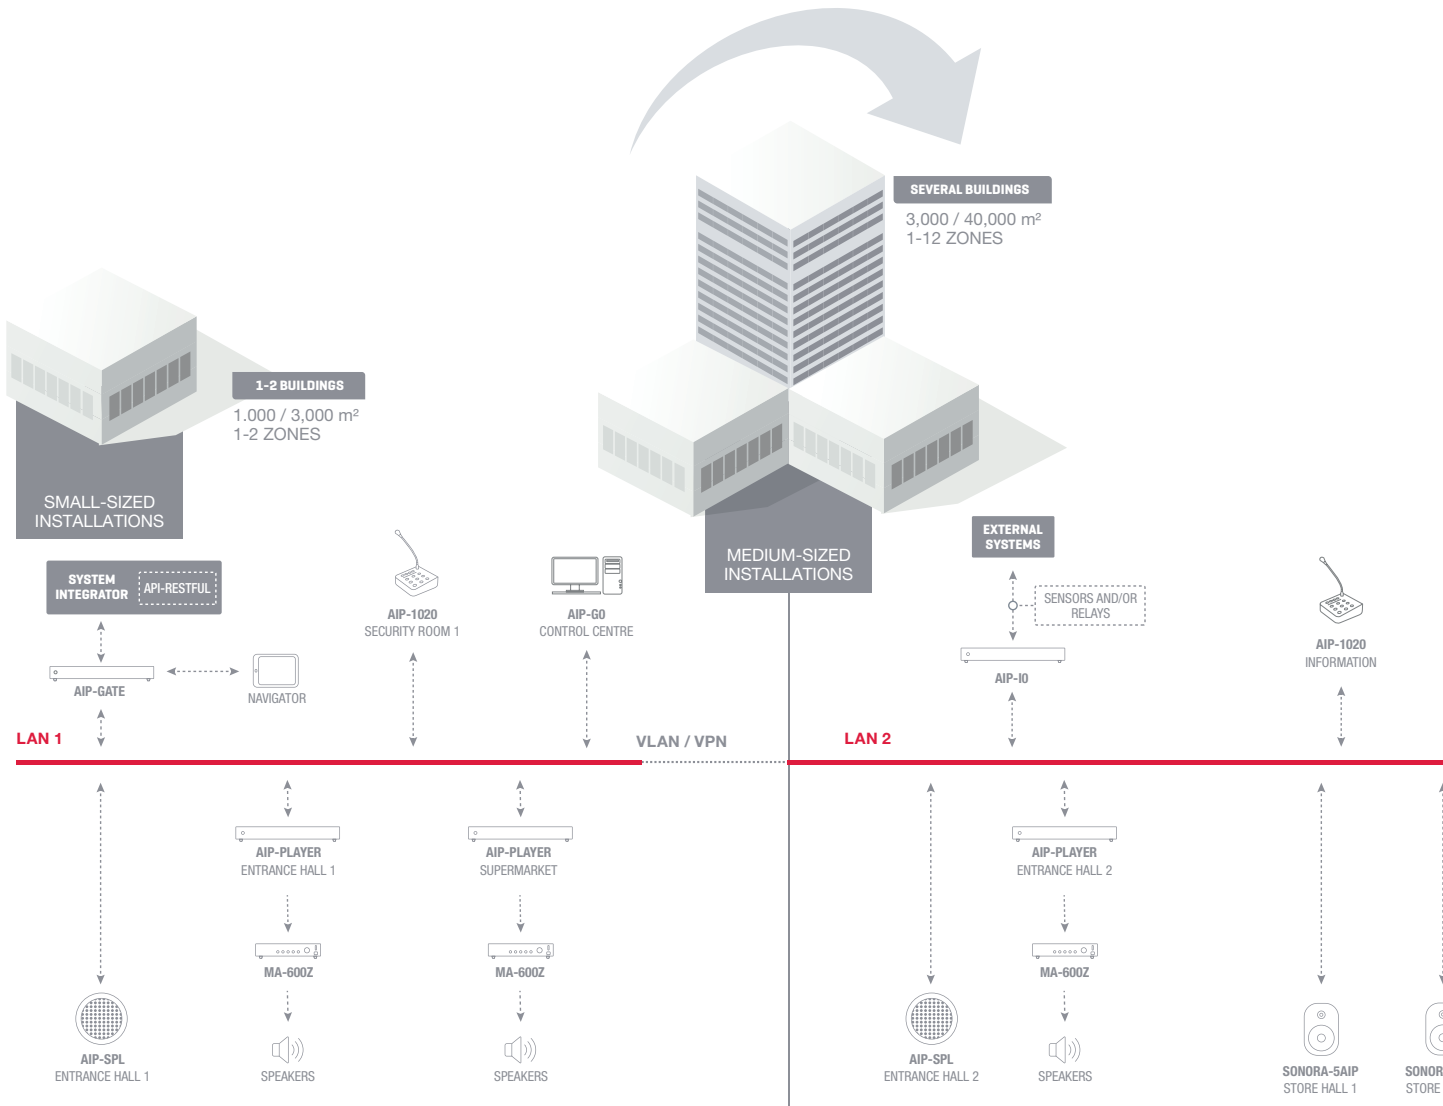 SEVERAL BUILDINGS
3,000 / 40,000 m²
1-12 ZONES
1-2 BUILDINGS
1.000 / 3,000 m²
1-2 ZONES
SMALL-SIZED
INSTALLATIONS
MEDIUM-SIZED
INSTALLATIONS
EXTERNAL
SYSTEMS
SYSTEM
INTEGRATOR
API-RESTFUL
SENSORS AND/OR
RELAYS
AIP-1020
SECURITY ROOM 1
AIP-GO
CONTROL CENTRE
AIP-1020
INFORMATION
AIP-GATE
NAVIGATOR
AIP-IO
LAN 1
VLAN / VPN
LAN 2
AIP-PLAYER
ENTRANCE HALL 1
AIP-PLAYER
SUPERMARKET
AIP-PLAYER
ENTRANCE HALL 2
MA-600Z
MA-600Z
MA-600Z
AIP-SPL
ENTRANCE HALL 1
SPEAKERS
SPEAKERS
AIP-SPL
ENTRANCE HALL 2
SPEAKERS
SONORA-5AIP
STORE HALL 1
STORE